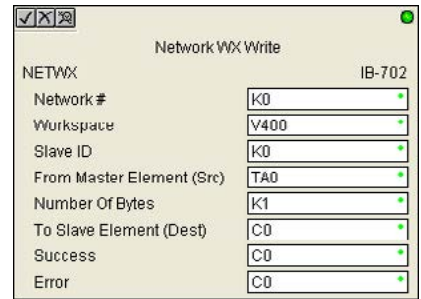 Network WX Write
NETWX IB-702
Network # K0
Workspace V400
Slave ID K0
From Master Element (Src) TA0
Number Of Bytes K1
To Slave Element (Dest) C0
Success C0
Error C0